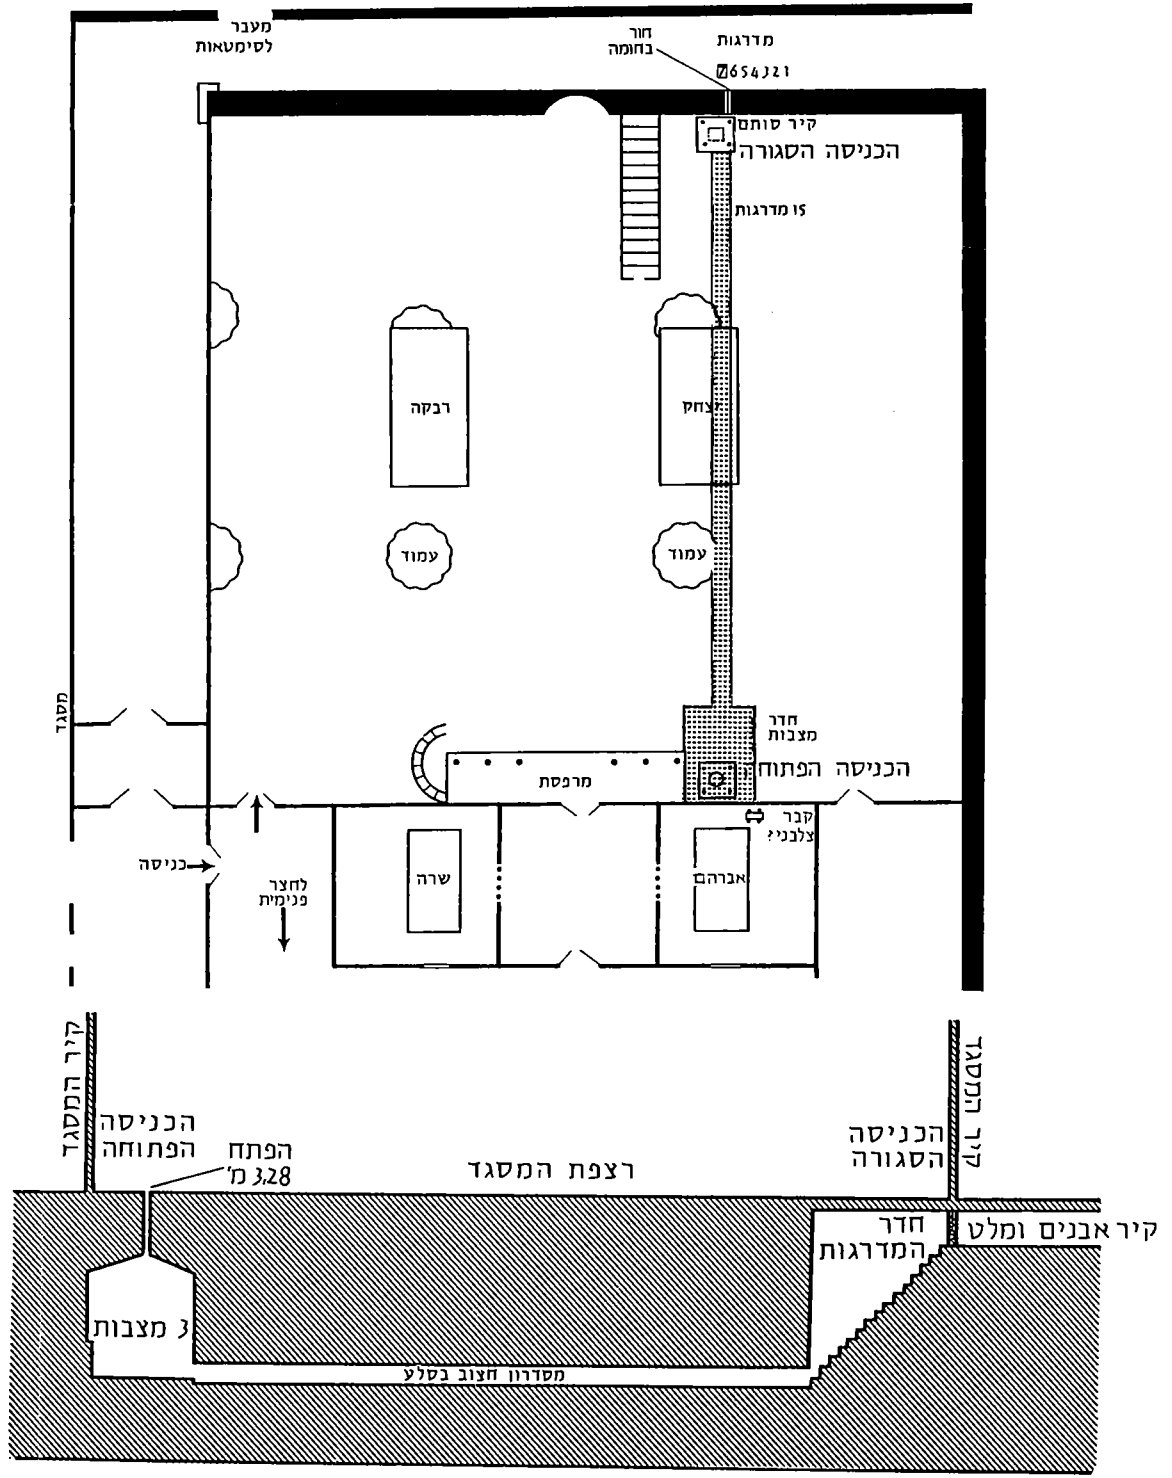 מעבר
לסימטאות
חור
בחומה
מדרגות
7654321
קיר סותם
הכניסה הסגורה
15 מדרגות
רבקה
יצחק
עמוד
עמוד
מסגד
חדר
מצבות
הכניסה הפתוחה
מרפסת
קבר
צלבני?
כניסה
לחצר
פנימית
שרה
אברהם
קיר המסגד
הכניסה
הפתוחה
הפתח
3,28 מ'
רצפת המסגד
הכניסה
הסגורה
קיר המסגד
חדר
המדרגות
קיר אבנים ומלט
3 מצבות
מסדרון חצוב בסלע